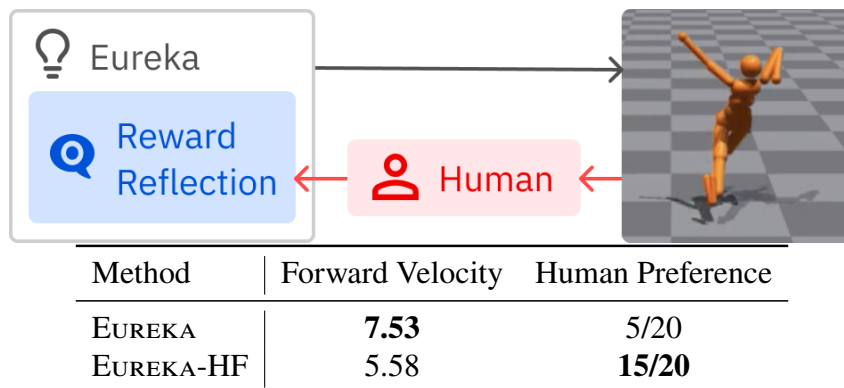 Eureka
Reward
Reflection
Human
Method Forward Velocity Human Preference
EUREKA 7.53 5/20
EUREKA-HF 5.58 15/20